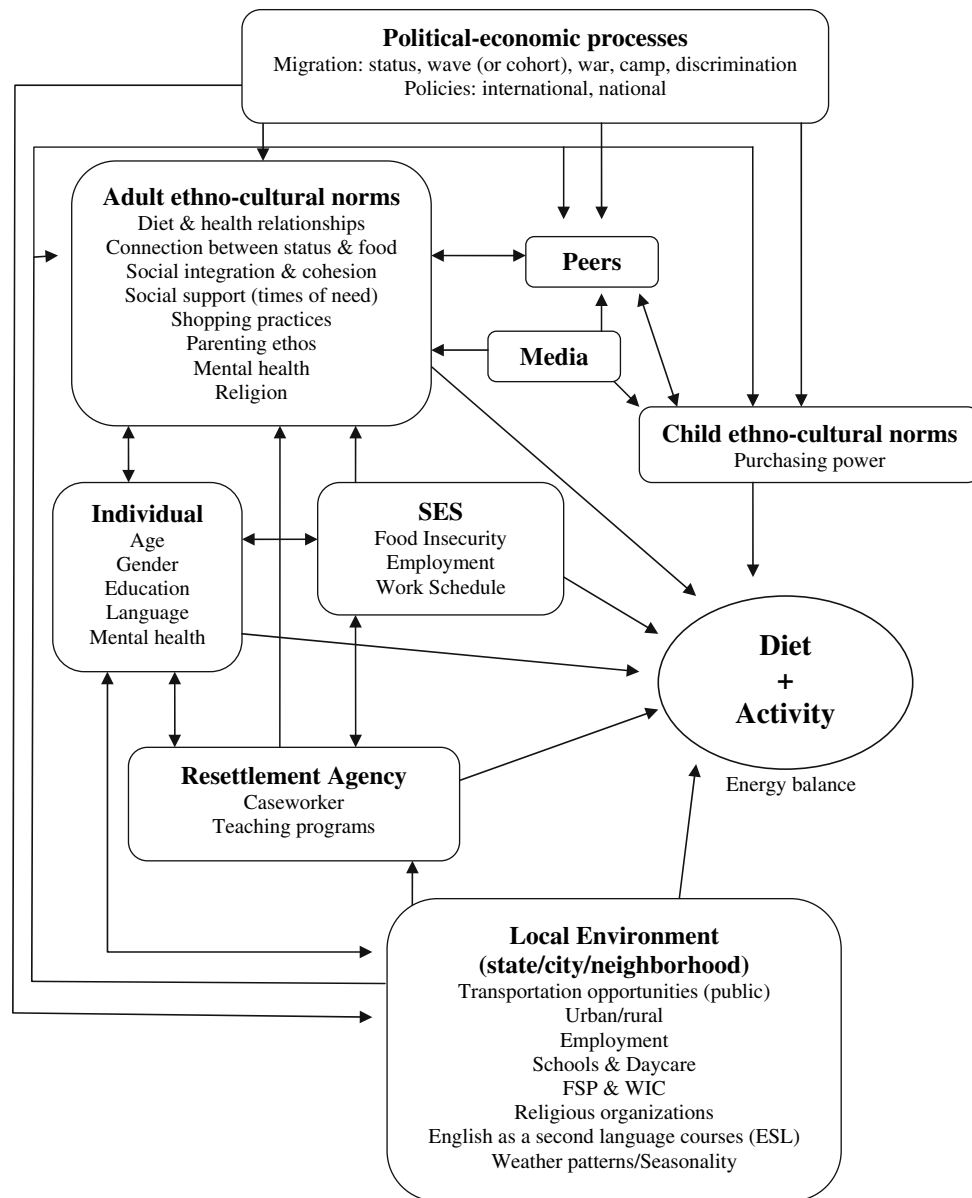 Political-economic processes
Migration: status, wave (or cohort), war, camp, discrimination
Policies: international, national
Adult ethno-cultural norms
Diet & health relationships
Connection between status & food
Social integration & cohesion
Social support (times of need)
Shopping practices
Parenting ethos
Mental health
Religion
Peers
Media
Child ethno-cultural norms
Purchasing power
Individual
Age
Gender
Education
Language
Mental health
SES
Food Insecurity
Employment
Work Schedule
Diet
+
Activity
Energy balance
Resettlement Agency
Caseworker
Teaching programs
Local Environment
(state/city/neighborhood)
Transportation opportunities (public)
Urban/rural
Employment
Schools & Daycare
FSP & WIC
Religious organizations
English as a second language courses (ESL)
Weather patterns/Seasonality